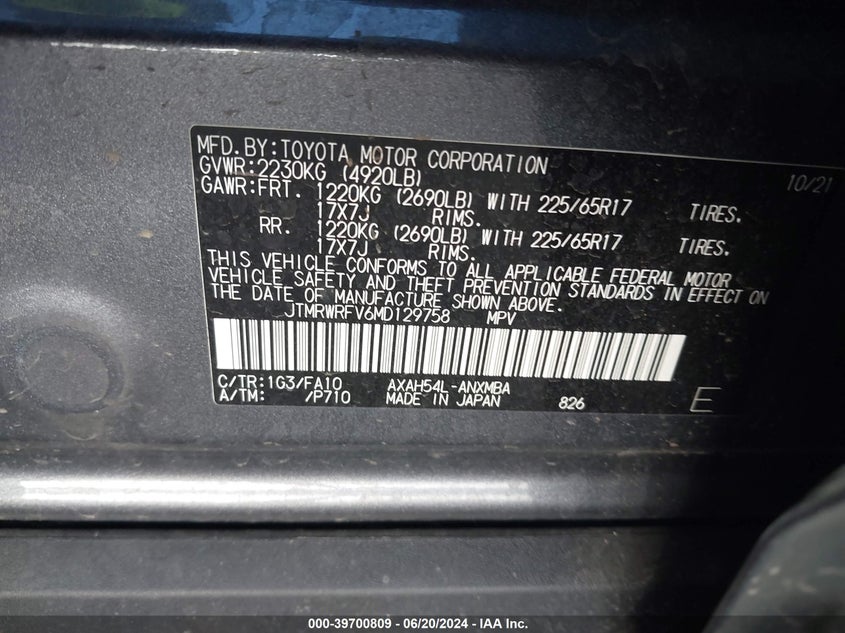 MFD.BY:TOYOTA MOTOR CORPORATION 10/21
GVWR:2230KG (4920LB)
GAWR:FRT. 1220KG (2690LB) WITH 225/65R17 TIRES.
17X7J RIMS.
RR. 1220KG (2690LB) WITH 225/65R17 TIRES.
17X7J RIMS.
THIS VEHICLE CONFORMS TO ALL APPLICABLE FEDERAL MOTOR
VEHICLE SAFETY AND THEFT PREVENTION STANDARDS IN EFFECT ON
THE DATE OF MANUFACTURE SHOWN ABOVE.
JTMRWRFV6MD129758 MPV
C/TR:1G3/FA10 AXAH54L-ANXMBA
A/TM: /P710 MADE IN JAPAN 826 E
000-39700809 - 06/20/2024 - IAA Inc.